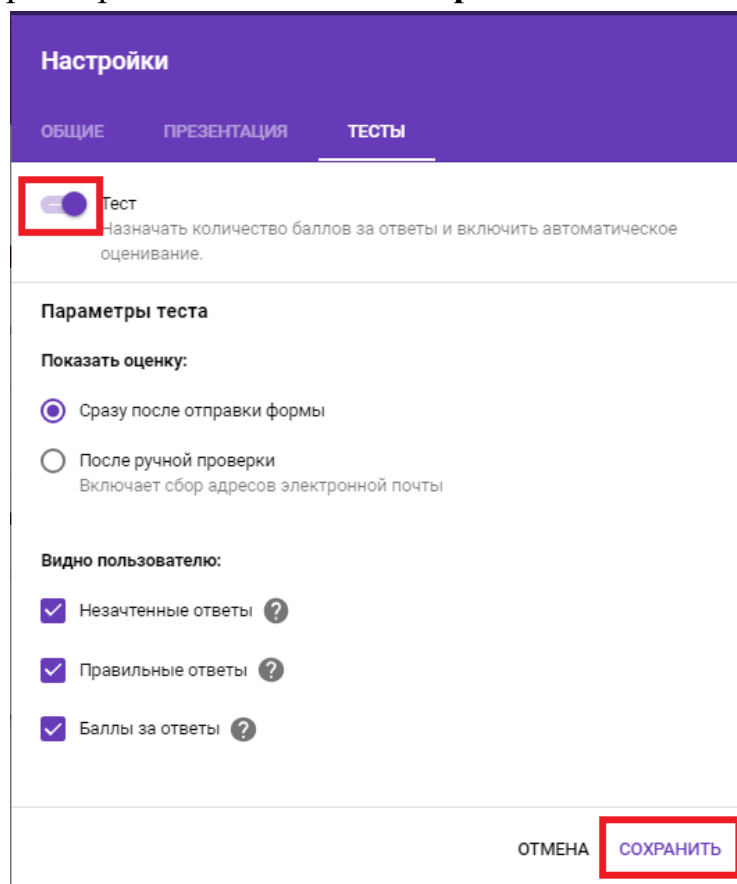 Настройки
ОБЩИЕ ПРЕЗЕНТАЦИЯ ТЕСТЫ
Тест
Назначать количество баллов за ответы и включить автоматическое
оценивание.
Параметры теста
Показать оценку:
Сразу после отправки формы
После ручной проверки
Включает сбор адресов электронной почты
Видно пользователю:
Незачтенные ответы ?
Правильные ответы ?
Баллы за ответы ?
ОТМЕНА СОХРАНИТЬ